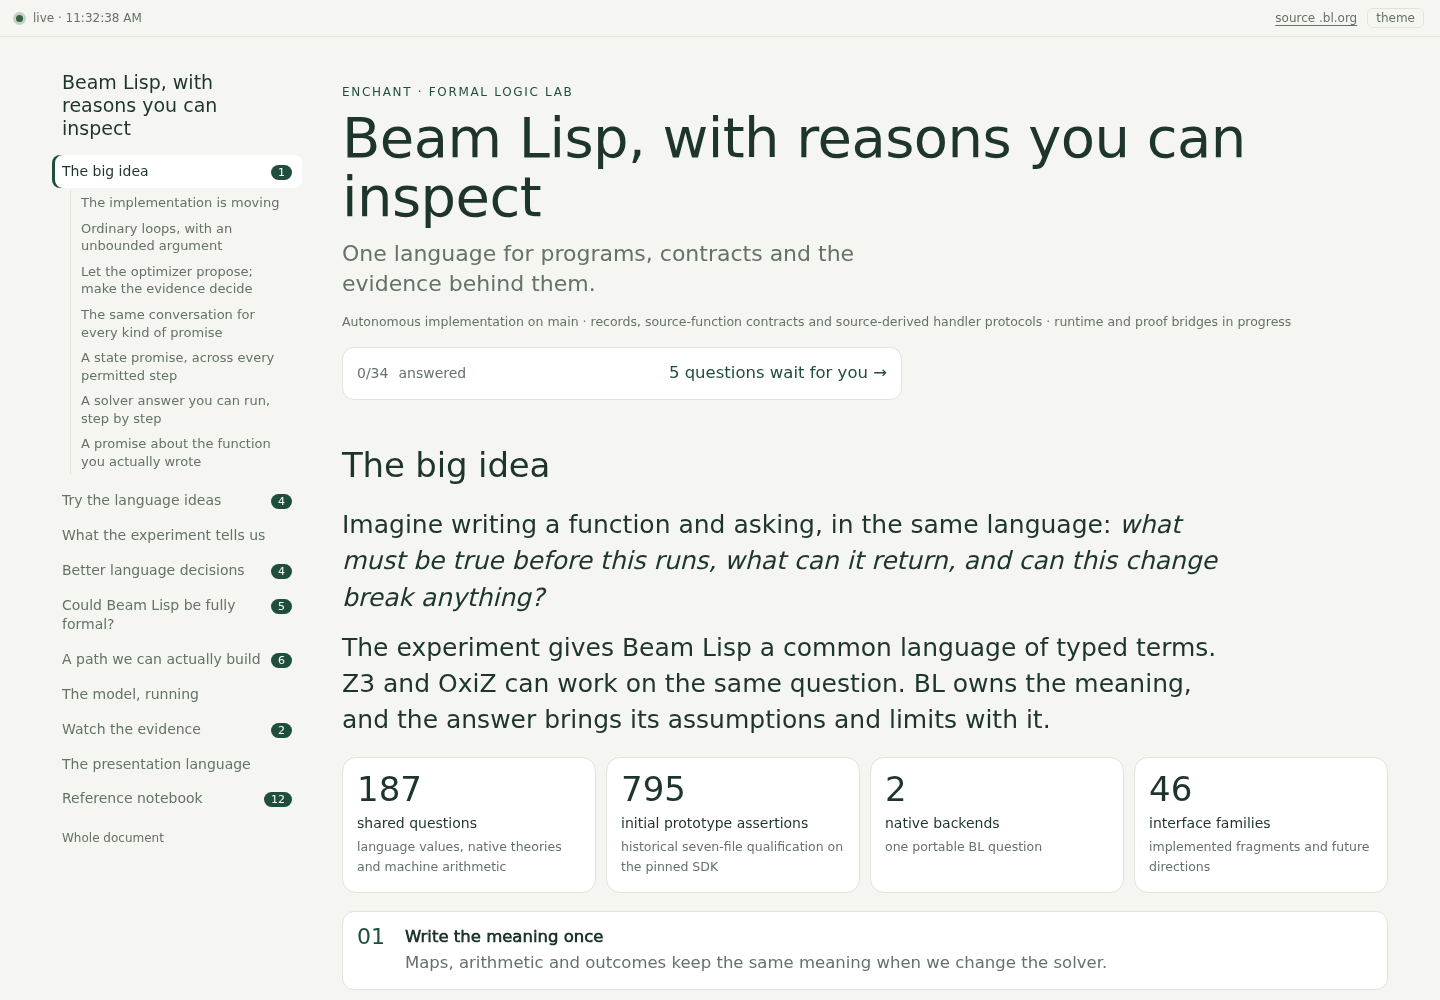 live · 11:32:38 AM
source .bl.org
theme
Beam Lisp, with
reasons you can
inspect
The big idea
1
The implementation is moving
Ordinary loops, with an
unbounded argument
Let the optimizer propose;
make the evidence decide
The same conversation for
every kind of promise
A state promise, across every
permitted step
A solver answer you can run,
step by step
A promise about the function
you actually wrote
Try the language ideas
4
What the experiment tells us
Better language decisions
4
Could Beam Lisp be fully
formal?
5
A path we can actually build
6
The model, running
Watch the evidence
2
The presentation language
Reference notebook
12
Whole document
ENCHANT · FORMAL LOGIC LAB
Beam Lisp, with reasons you can
inspect
One language for programs, contracts and the
evidence behind them.
Autonomous implementation on main · records, source-function contracts and source-derived handler protocols · runtime and proof bridges in progress
0/34 answered
5 questions wait for you →
The big idea
Imagine writing a function and asking, in the same language: what
must be true before this runs, what can it return, and can this change
break anything?
The experiment gives Beam Lisp a common language of typed terms.
Z3 and OxiZ can work on the same question. BL owns the meaning,
and the answer brings its assumptions and limits with it.
187
shared questions
language values, native theories
and machine arithmetic
795
initial prototype assertions
historical seven-file qualification on
the pinned SDK
2
native backends
one portable BL question
46
interface families
implemented fragments and future
directions
01
Write the meaning once
Maps, arithmetic and outcomes keep the same meaning when we change the solver.